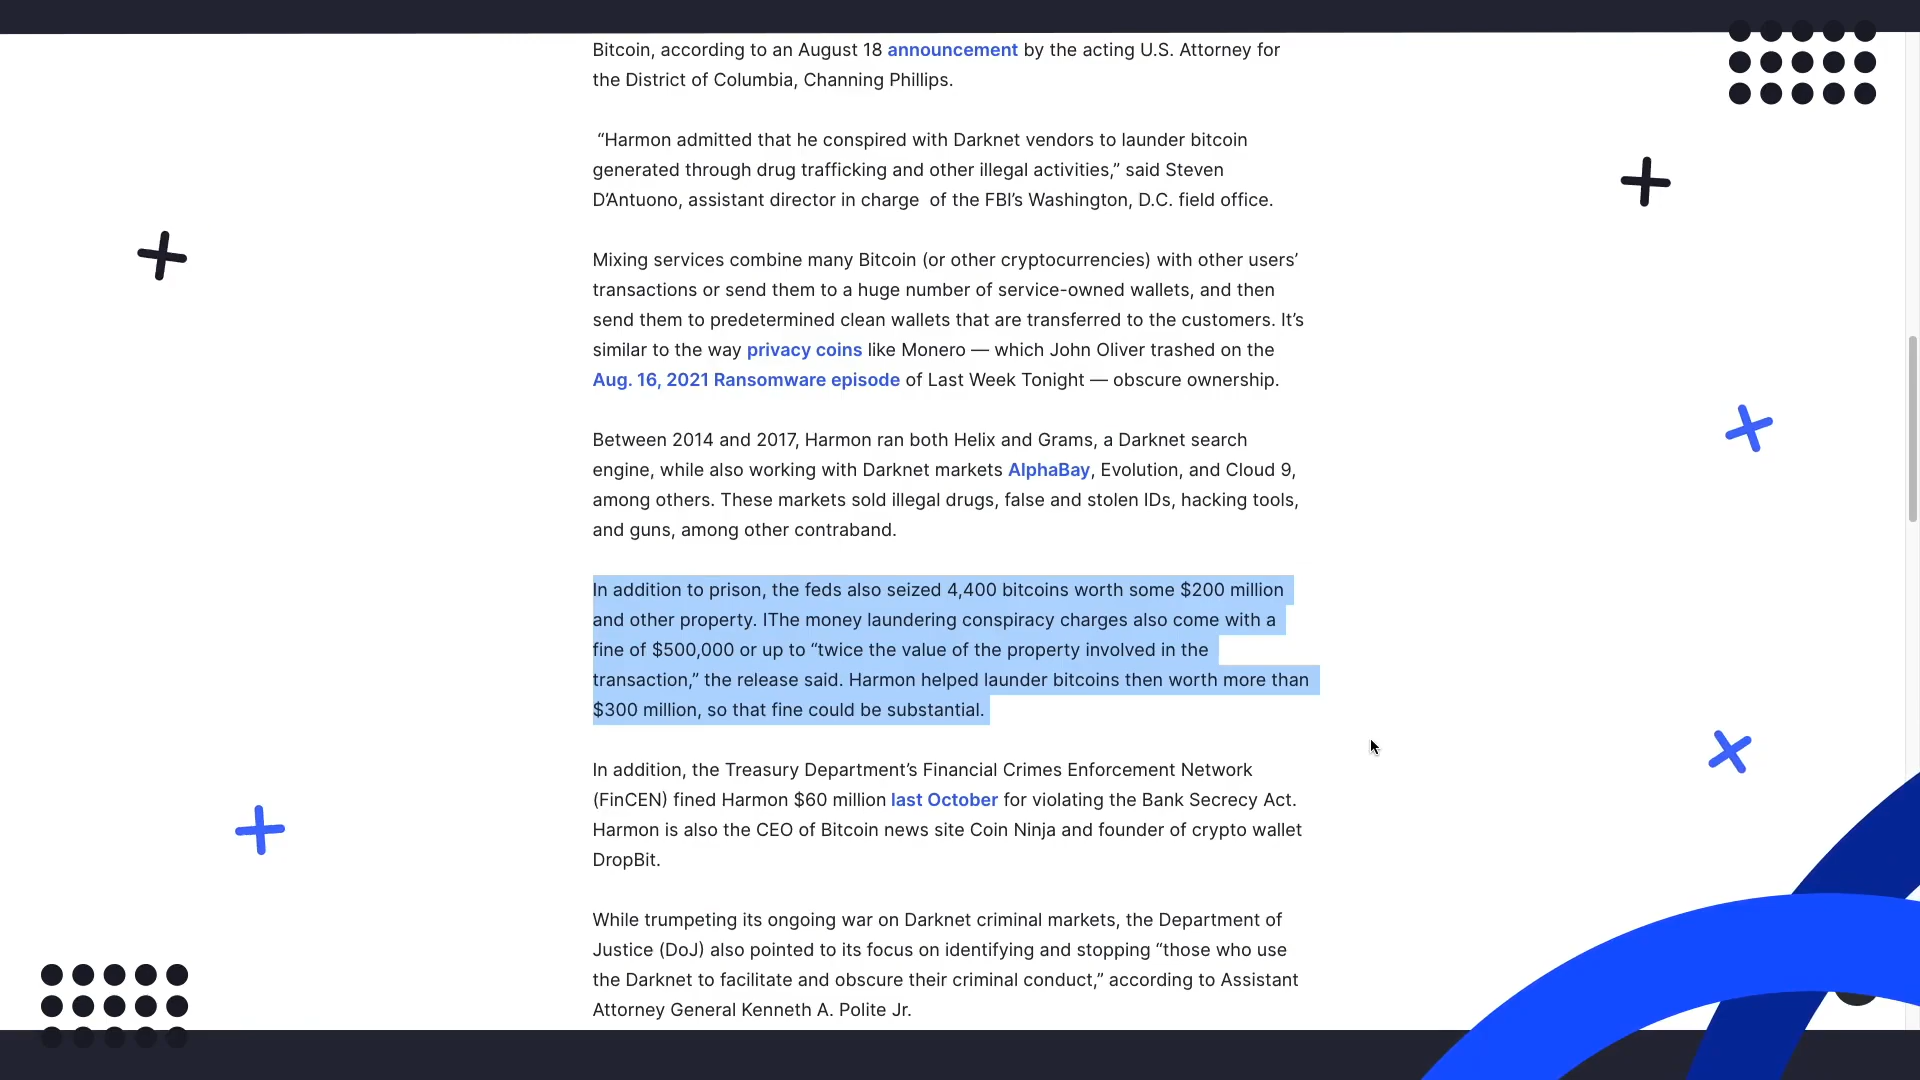 Bitcoin, according to an August 18 announcement by the acting U.S. Attorney for
the District of Columbia, Channing Phillips.
“Harmon admitted that he conspired with Darknet vendors to launder bitcoin
generated through drug trafficking and other illegal activities,” said Steven
D’Antuono, assistant director in charge  of the FBI’s Washington, D.C. field office.
Mixing services combine many Bitcoin (or other cryptocurrencies) with other users’
transactions or send them to a huge number of service-owned wallets, and then
send them to predetermined clean wallets that are transferred to the customers. It’s
similar to the way privacy coins like Monero — which John Oliver trashed on the
Aug. 16, 2021 Ransomware episode of Last Week Tonight — obscure ownership.
Between 2014 and 2017, Harmon ran both Helix and Grams, a Darknet search
engine, while also working with Darknet markets AlphaBay, Evolution, and Cloud 9,
among others. These markets sold illegal drugs, false and stolen IDs, hacking tools,
and guns, among other contraband.
In addition to prison, the feds also seized 4,400 bitcoins worth some $200 million
and other property. IThe money laundering conspiracy charges also come with a
fine of $500,000 or up to “twice the value of the property involved in the
transaction,” the release said. Harmon helped launder bitcoins then worth more than
$300 million, so that fine could be substantial.
In addition, the Treasury Department’s Financial Crimes Enforcement Network
(FinCEN) fined Harmon $60 million last October for violating the Bank Secrecy Act.
Harmon is also the CEO of Bitcoin news site Coin Ninja and founder of crypto wallet
DropBit.
While trumpeting its ongoing war on Darknet criminal markets, the Department of
Justice (DoJ) also pointed to its focus on identifying and stopping “those who use
the Darknet to facilitate and obscure their criminal conduct,” according to Assistant
Attorney General Kenneth A. Polite Jr.